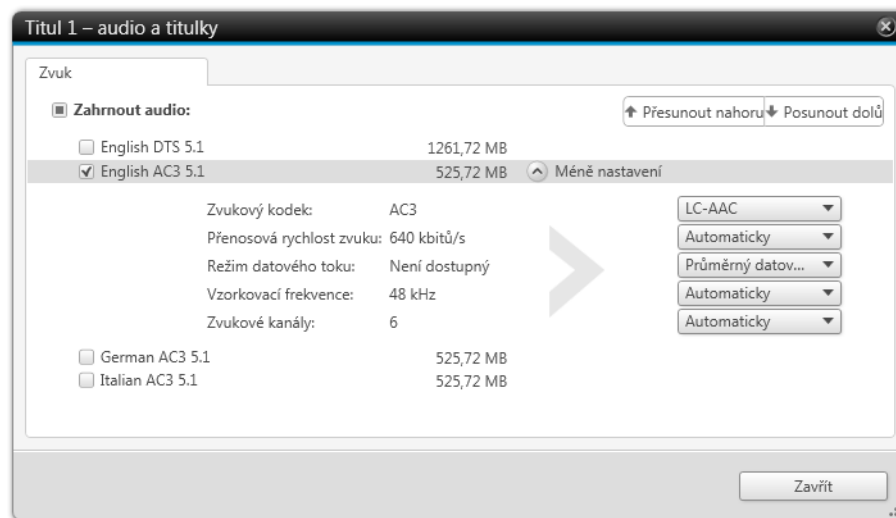 Titul 1 – audio a titulky
Zvuk
Zahrnout audio:
Přesunout nahoru Posunout dolů
English DTS 5.1 1261,72 MB
English AC3 5.1 525,72 MB Méně nastavení
Zvukový kodek: AC3 LC-AAC
Přenosová rychlost zvuku: 640 kbitů/s Automaticky
Režim datového toku: Není dostupný Průměrný datov...
Vzorkovací frekvence: 48 kHz Automaticky
Zvukové kanály: 6 Automaticky
German AC3 5.1 525,72 MB
Italian AC3 5.1 525,72 MB
Zavřít